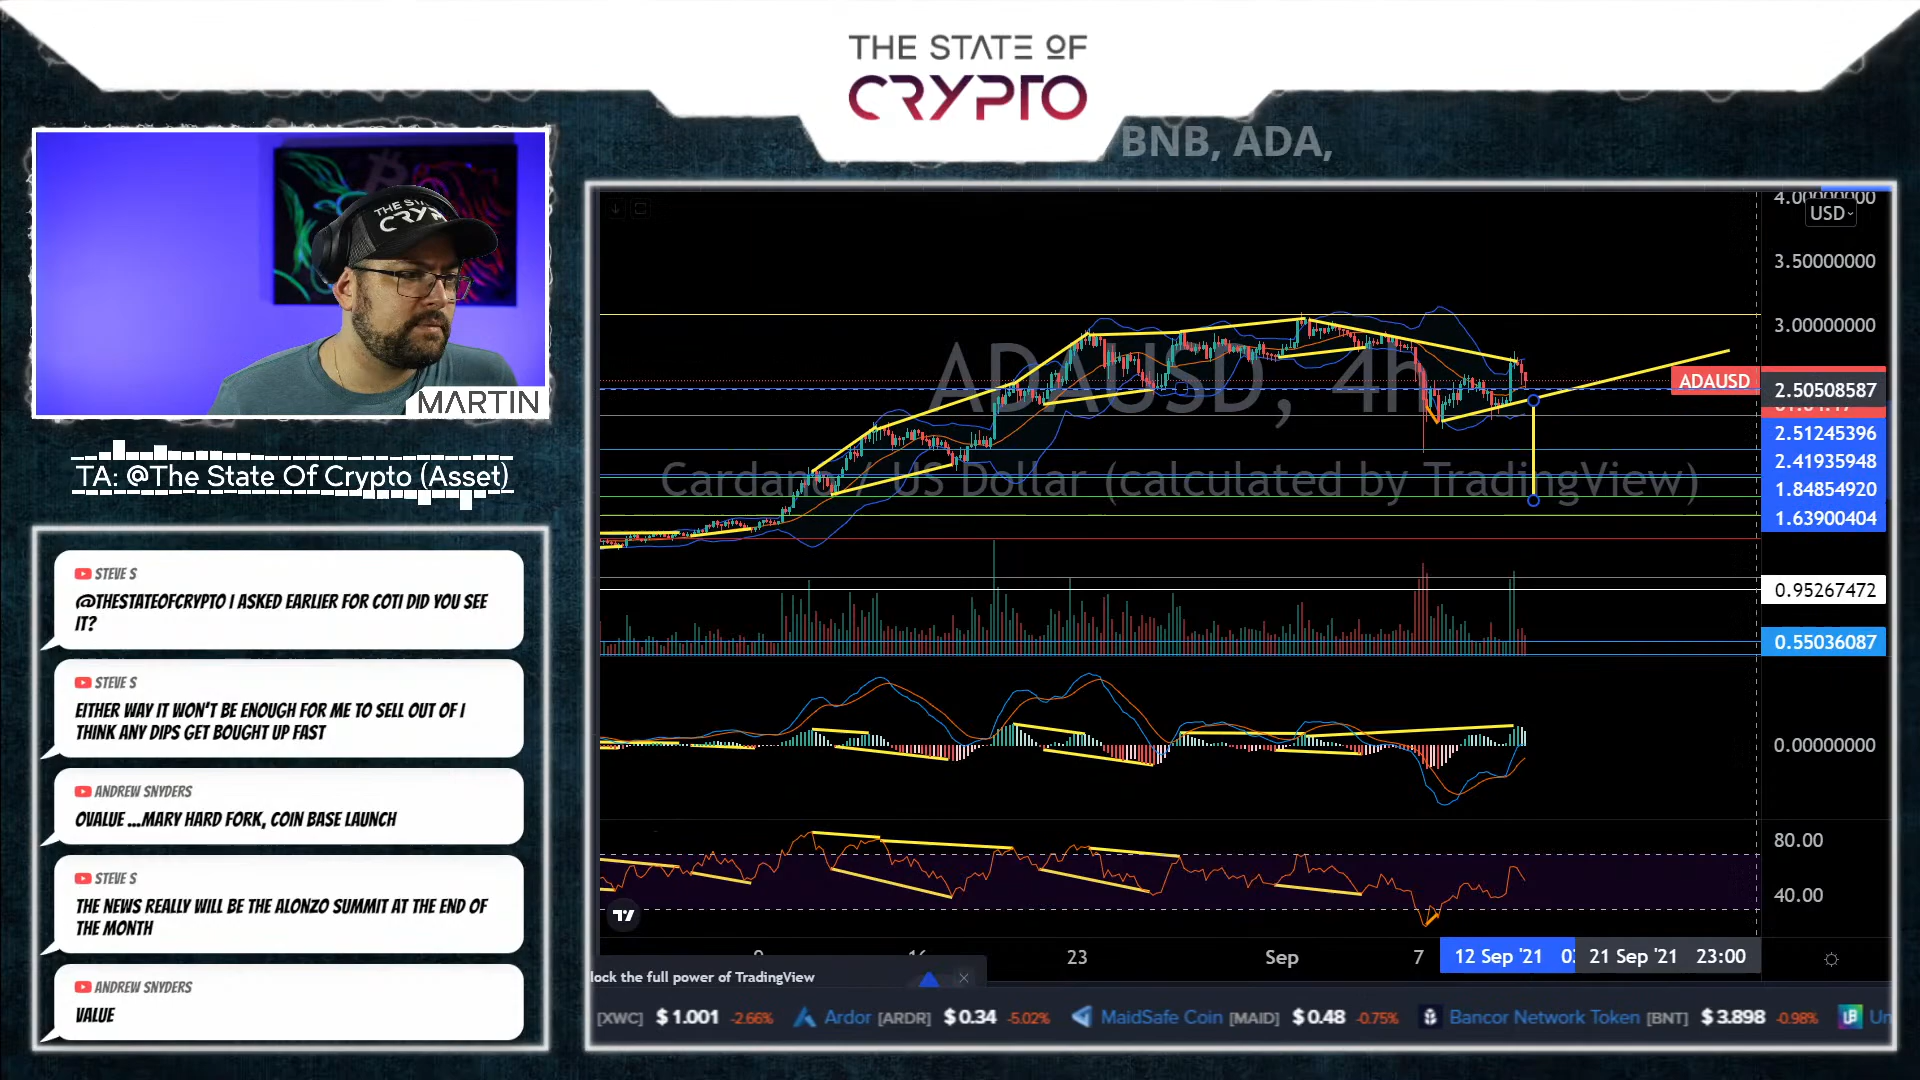 THE STATE OF
CRYPTO
BNB, ADA,
THE STATE
CRY
MARTIN
TA: @The State Of Crypto (Asset)
STEVE S
@THESTATEOFCRYPTO I ASKED EARLIER FOR COTI DID YOU SEE
IT?
STEVE S
EITHER WAY IT WON'T BE ENOUGH FOR ME TO SELL OUT OF I
THINK ANY DIPS GET BOUGHT UP FAST
ANDREW SNYDERS
OVALUE ...MARY HARD FORK, COIN BASE LAUNCH
STEVE S
THE NEWS REALLY WILL BE THE ALONZO SUMMIT AT THE END OF
THE MONTH
ANDREW SNYDERS
VALUE
ADAUSD, 4h
Cardano / US Dollar (calculated by TradingView)
4.00000000
USD
3.50000000
3.00000000
ADAUSD
2.50508587
2.51245396
2.41935948
1.84854920
1.63900404
0.95267472
0.55036087
0.00000000
80.00
40.00
9 16 23 Sep 7 12 Sep '21 21 Sep '21 23:00
lock the full power of TradingView
[XWC] $ 1.001 -2.66% Ardor [ARDR] $ 0.34 -5.02% MaidSafe Coin [MAID] $ 0.48 -0.75% Bancor Network Token [BNT] $ 3.898 -0.98% Un